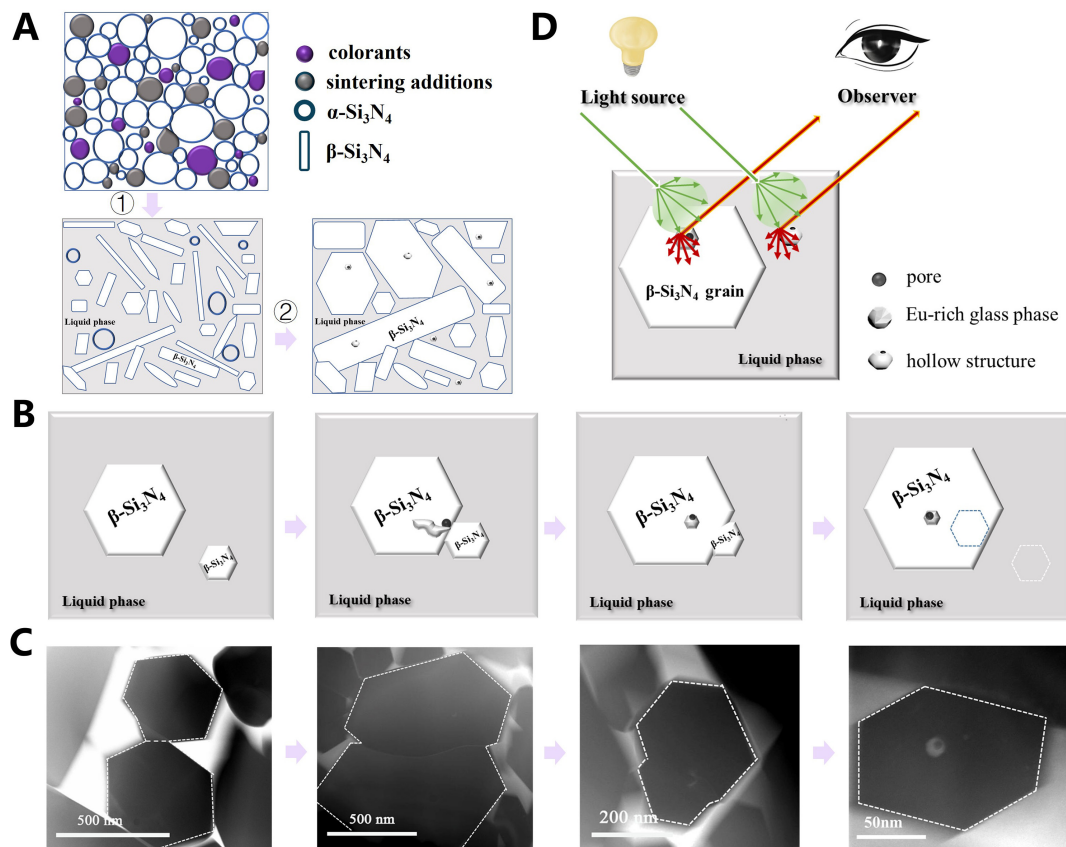 A
colorants
sintering additions
α-Si₃N₄
β-Si₃N₄
①
Liquid phase
β-Si₃N₄
②
Liquid phase
β-Si₃N₄
D
Light source
Observer
β-Si₃N₄ grain
Liquid phase
pore
Eu-rich glass phase
hollow structure
B
β-Si₃N₄
β-Si₃N₄
Liquid phase
β-Si₃N₄
β-Si₃N₄
Liquid phase
β-Si₃N₄
β-Si₃N₄
Liquid phase
β-Si₃N₄
Liquid phase
C
500 nm
500 nm
200 nm
50nm